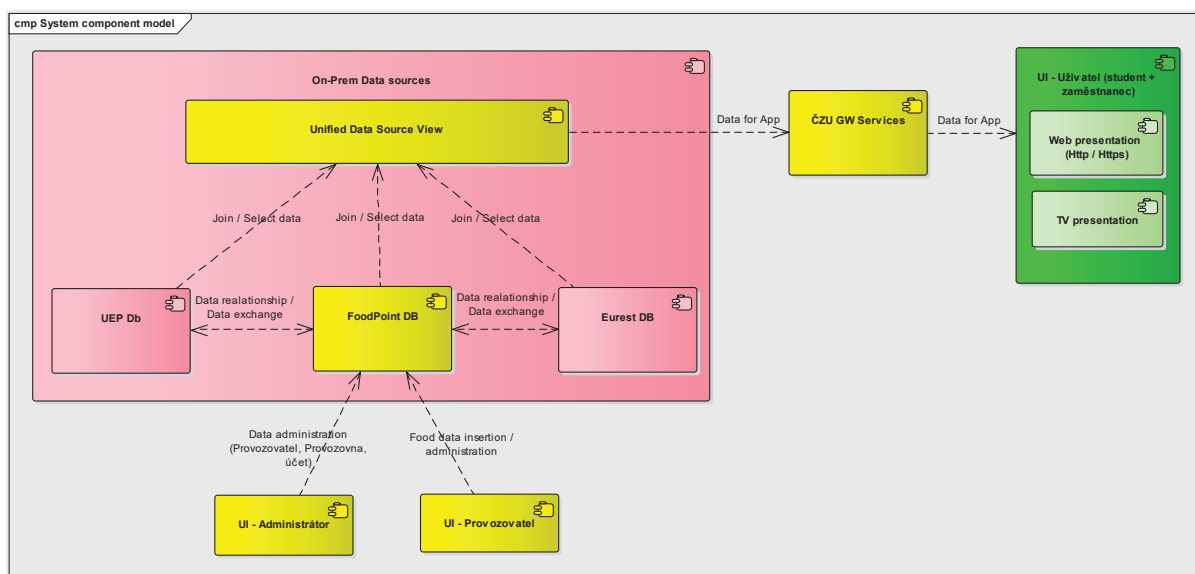 cmp System component model
On-Prem Data sources
Unified Data Source View
Data for App
ČZU GW Services
Data for App
UI - Uživatel (student +
zaměstnanec)
Web presentation
(Http / Https)
TV presentation
Join / Select data
Join / Select data
Join / Select data
UEP Db
Data realationship /
Data exchange
FoodPoint DB
Data realationship /
Data exchange
Eurest DB
Data administration
(Provozovatel, Provozovna,
účet)
Food data insertion /
administration
UI - Administrátor
UI - Provozovatel